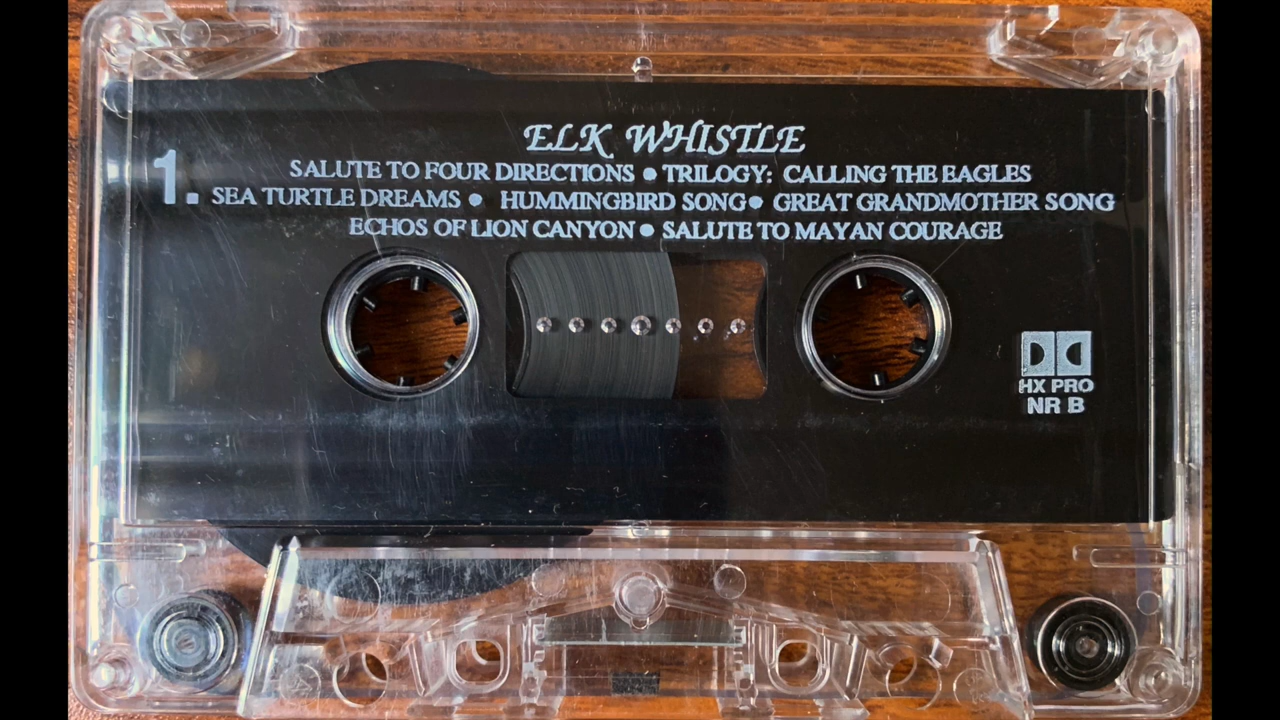 ELK WHISTLE
1.
SALUTE TO FOUR DIRECTIONS • TRILOGY: CALLING THE EAGLES
SEA TURTLE DREAMS • HUMMINGBIRD SONG • GREAT GRANDMOTHER SONG
ECHOS OF LION CANYON • SALUTE TO MAYAN COURAGE
HX PRO
NR B